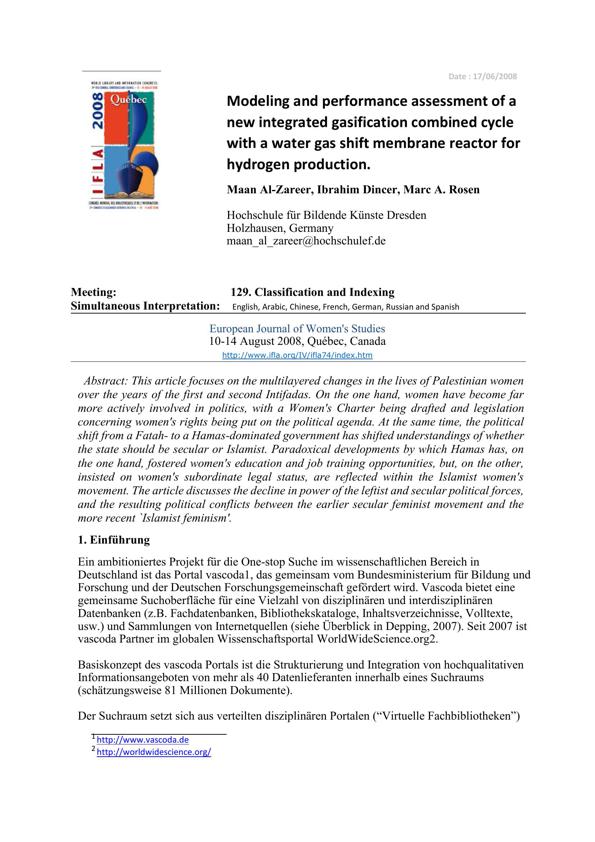 Date : 17/06/2008
WORLD LIBRARY AND INFORMATION CONGRESS:
IFLA 2008
Québec
Modeling and performance assessment of a
new integrated gasification combined cycle
with a water gas shift membrane reactor for
hydrogen production.
Maan Al-Zareer, Ibrahim Dincer, Marc A. Rosen
Hochschule für Bildende Künste Dresden
Holzhausen, Germany
maan_al_zareer@hochschulef.de
Meeting: 129. Classification and Indexing
Simultaneous Interpretation: English, Arabic, Chinese, French, German, Russian and Spanish
European Journal of Women's Studies
10-14 August 2008, Québec, Canada
http://www.ifla.org/IV/ifla74/index.htm
Abstract: This article focuses on the multilayered changes in the lives of Palestinian women
over the years of the first and second Intifadas. On the one hand, women have become far
more actively involved in politics, with a Women's Charter being drafted and legislation
concerning women's rights being put on the political agenda. At the same time, the political
shift from a Fatah- to a Hamas-dominated government has shifted understandings of whether
the state should be secular or Islamist. Paradoxical developments by which Hamas has, on
the one hand, fostered women's education and job training opportunities, but, on the other,
insisted on women's subordinate legal status, are reflected within the Islamist women's
movement. The article discusses the decline in power of the leftist and secular political forces,
and the resulting political conflicts between the earlier secular feminist movement and the
more recent `Islamist feminism'.
1. Einführung
Ein ambitioniertes Projekt für die One-stop Suche im wissenschaftlichen Bereich in
Deutschland ist das Portal vascoda1, das gemeinsam vom Bundesministerium für Bildung und
Forschung und der Deutschen Forschungsgemeinschaft gefördert wird. Vascoda bietet eine
gemeinsame Suchoberfläche für eine Vielzahl von disziplinären und interdisziplinären
Datenbanken (z.B. Fachdatenbanken, Bibliothekskataloge, Inhaltsverzeichnisse, Volltexte,
usw.) und Sammlungen von Internetquellen (siehe Überblick in Depping, 2007). Seit 2007 ist
vascoda Partner im globalen Wissenschaftsportal WorldWideScience.org2.
Basiskonzept des vascoda Portals ist die Strukturierung und Integration von hochqualitativen
Informationsangeboten von mehr als 40 Datenlieferanten innerhalb eines Suchraums
(schätzungsweise 81 Millionen Dokumente).
Der Suchraum setzt sich aus verteilten disziplinären Portalen (“Virtuelle Fachbibliotheken”)
1 http://www.vascoda.de
2 http://worldwidescience.org/